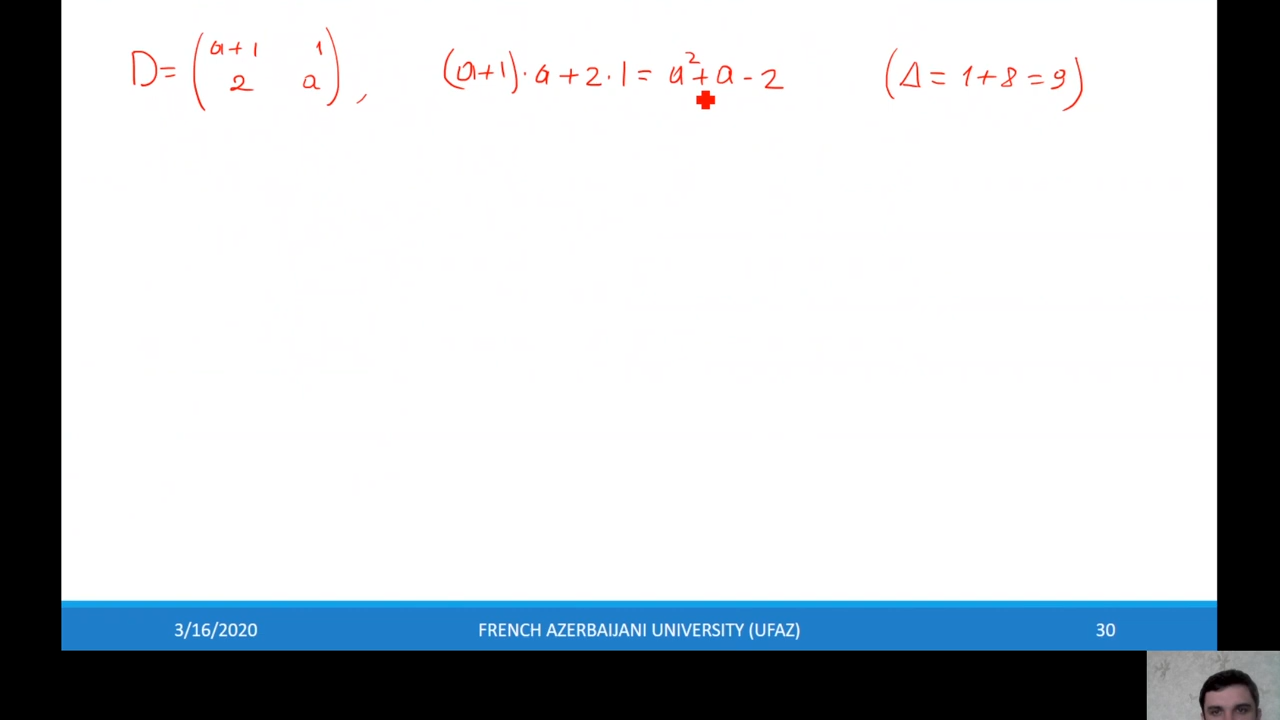 D = ( a+1 1 ; 2 a ) , (a+1)·a + 2·1 = a² + a - 2 (Δ = 1+8 = 9)
3/16/2020 FRENCH AZERBAIJANI UNIVERSITY (UFAZ) 30